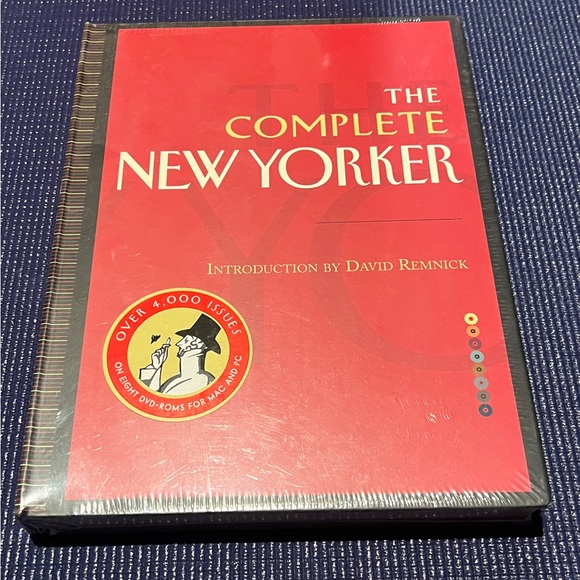 THE
COMPLETE
NEW YORKER
INTRODUCTION BY DAVID REMNICK
OVER 4,000 ISSUES
ON EIGHT DVD-ROMS FOR MAC AND PC